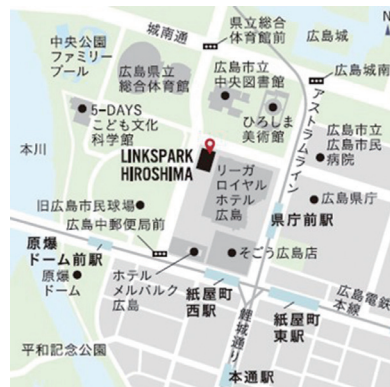 城南通
県立総合
体育館前
広島城
N
中央公園
ファミリー
プール
広島県立
総合体育館
広島市立
中央図書館
広島城南
アストラムライン
5-DAYS
こども文化
科学館
ひろしま
美術館
広島市立
広島市民
病院
本川
LINKSPARK
HIROSHIMA
リーガ
ロイヤル
ホテル
広島
広島県庁
旧広島市民球場
県庁前駅
広島中郵便局前
原爆
ドーム前駅
そごう広島店
原爆
ドーム
ホテル
メルパルク
広島
紙屋町
西駅
広島電鉄
本線
紙屋町
東駅
鯉城通り
平和記念公園
本通駅